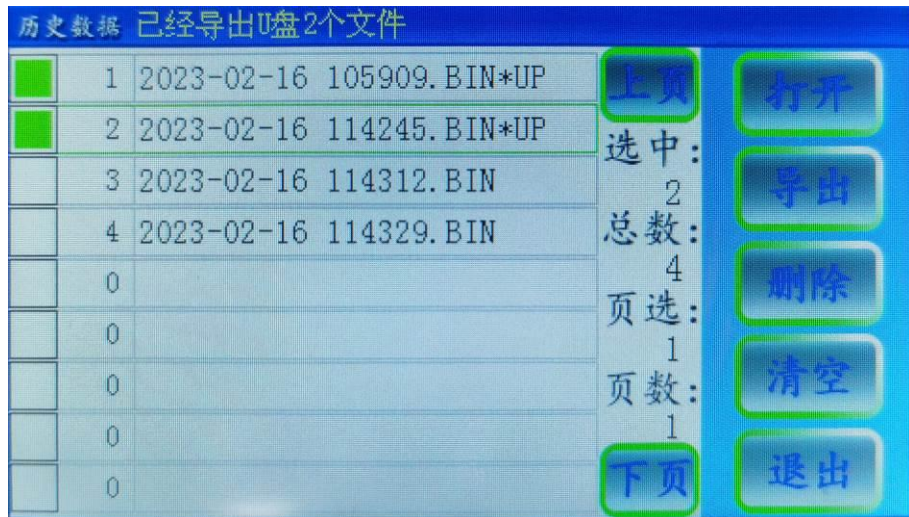 历史数据 已经导出U盘2个文件
1 2023-02-16 105909.BIN*UP
2 2023-02-16 114245.BIN*UP
3 2023-02-16 114312.BIN
4 2023-02-16 114329.BIN
0
0
0
0
0
上页
选中:
2
总数:
4
页选:
1
页数:
1
下页
打开
导出
删除
清空
退出